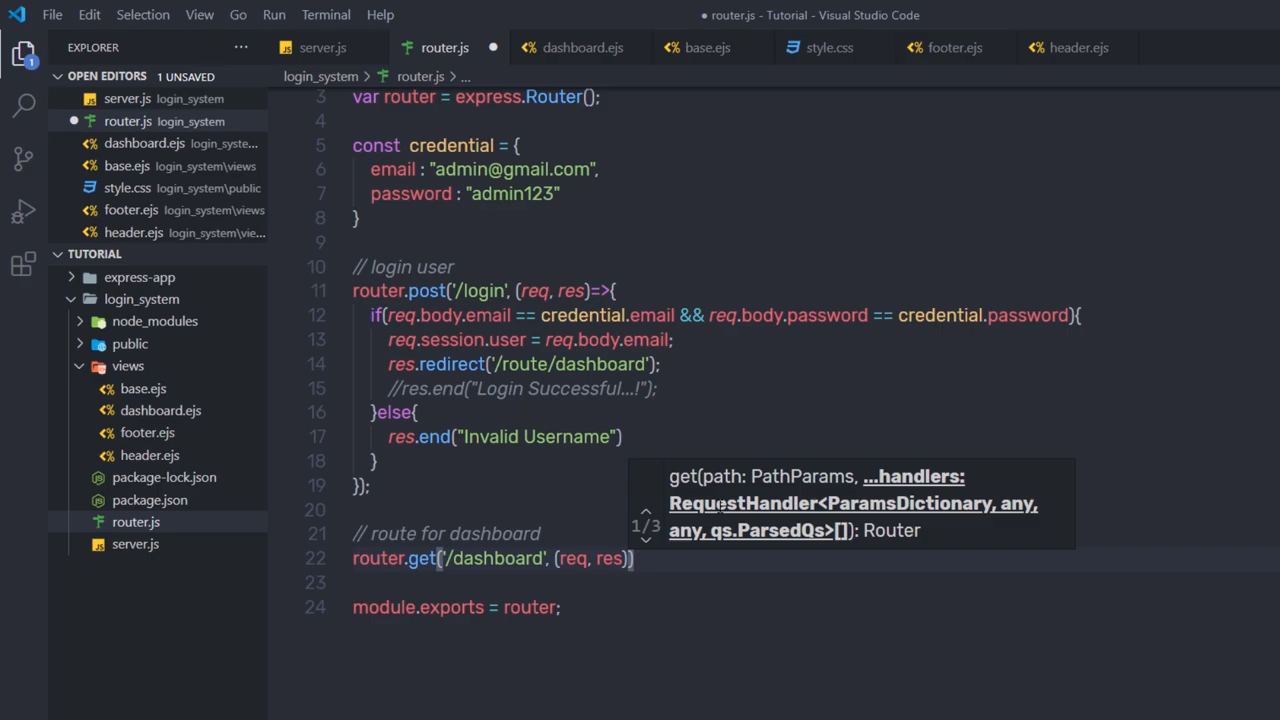 File Edit Selection View Go Run Terminal Help ● router.js - Tutorial - Visual Studio Code
EXPLORER ... server.js router.js ● dashboard.ejs base.ejs style.css footer.ejs header.ejs
OPEN EDITORS 1 UNSAVED
login_system > router.js > ...
server.js login_system
● router.js login_system
dashboard.ejs login_syste...
base.ejs login_system\views
style.css login_system\public
footer.ejs login_system\views
header.ejs login_system\vie...
TUTORIAL
express-app
login_system
node_modules
public
views
base.ejs
dashboard.ejs
footer.ejs
header.ejs
package-lock.json
package.json
router.js
server.js
1
3 var router = express.Router();
4
5 const credential = {
6 email : "admin@gmail.com",
7 password : "admin123"
8 }
9
10 // login user
11 router.post('/login', (req, res)=>{
12 if(req.body.email == credential.email && req.body.password == credential.password){
13 req.session.user = req.body.email;
14 res.redirect('/route/dashboard');
15 //res.end("Login Successful...!");
16 }else{
17 res.end("Invalid Username")
18 }
19 });
20
21 // route for dashboard
22 router.get('/dashboard', (req, res))
23
24 module.exports = router;
get(path: PathParams, ...handlers:
RequestHandler<ParamsDictionary, any,
1/3 any, qs.ParsedQs>[]): Router